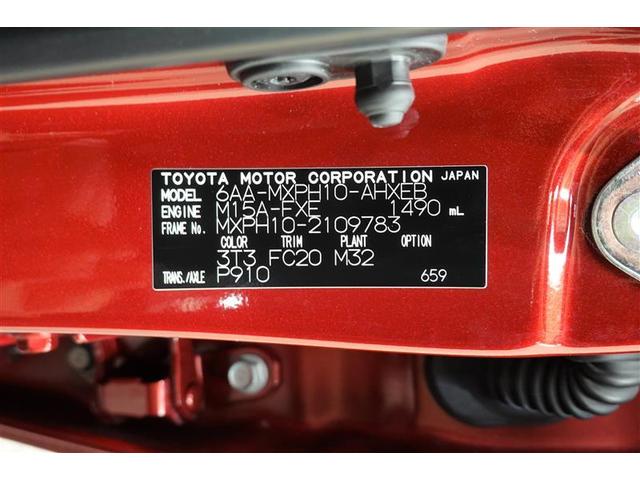 TOYOTA MOTOR CORPORATION JAPAN
MODEL 6AA-MXPH10-AHXEB
ENGINE M15A-FXE 1490 mL
FRAME No. MXPH10-2109783
COLOR TRIM PLANT OPTION
3T3 FC20 M32
TRANS./AXLE P910 659